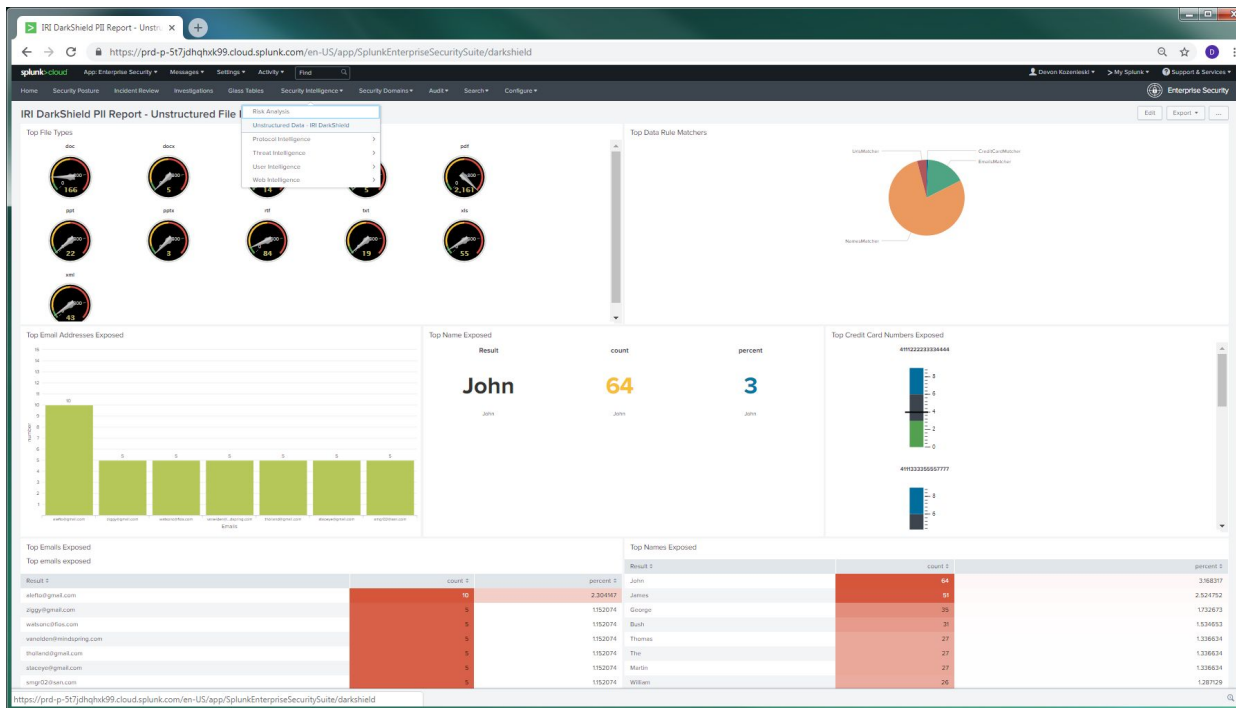 IRI DarkShield PII Report - Unstru
https://prd-p-5t7jdhqhxk99.cloud.splunk.com/en-US/app/SplunkEnterpriseSecuritySuite/darkshield
splunk>cloud App: Enterprise Security Messages Settings Activity Find Devon Kozenieski My Splunk Support & Services
Home Security Posture Incident Review Investigations Glass Tables Security Intelligence Security Domains Audit Search Configure Enterprise Security
IRI DarkShield PII Report - Unstructured File
Edit Export ...
Risk Analysis
Unstructured Data - IRI DarkShield
Protocol Intelligence
Threat Intelligence
User Intelligence
Web Intelligence
Top File Types
doc docx pdf
166 5 14 5 2,161
ppt pptx rtf txt xls
22 3 84 19 55
xml
43
Top Data Rule Matchers
CreditCardMatcher
EmailsMatcher
NamesMatcher
Top Email Addresses Exposed
10 5 5 5 5 5 5
number
Emails
Top Name Exposed
Result count percent
John 64 3
John John John
Top Credit Card Numbers Exposed
4111222233334444
8
6
4
2
0
4111333355557777
8
6
Top Emails Exposed
Top emails exposed
Result count percent
10 2.304147
ziggy@gmail.com 5 1.152074
watsonc@fios.com 5 1.152074
vanolden@mindspring.com 5 1.152074
tholland@gmail.com 5 1.152074
staceye@gmail.com 5 1.152074
smgr02@san.com 5 1.152074
Top Names Exposed
Result count percent
John 64 3.168317
James 51 2.524752
George 35 1.732673
Bush 31 1.534653
Thomas 27 1.336634
The 27 1.336634
Martin 27 1.336634
William 26 1.287129
https://prd-p-5t7jdhqhxk99.cloud.splunk.com/en-US/app/SplunkEnterpriseSecuritySuite/darkshield